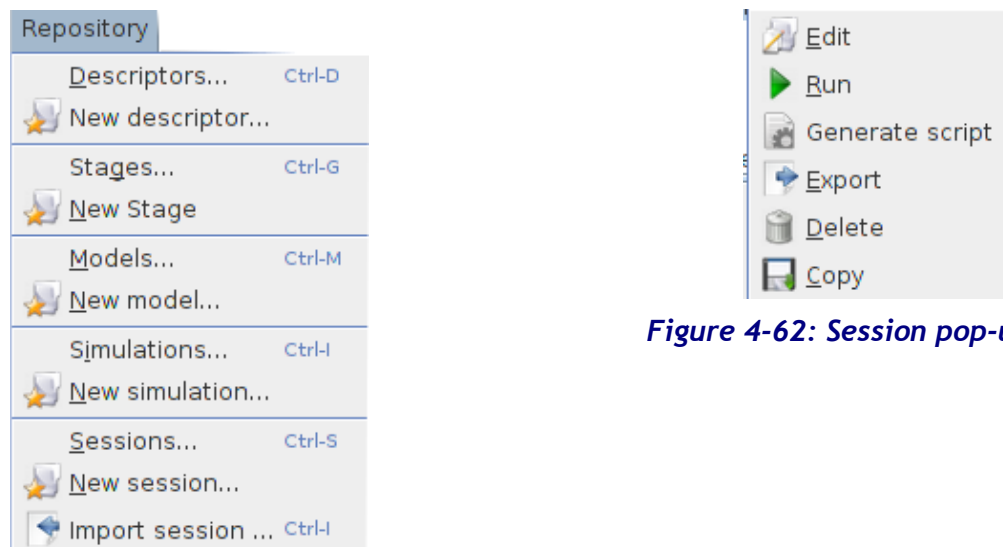 Repository
Descriptors... Ctrl-D
New descriptor...
Stages... Ctrl-G
New Stage
Models... Ctrl-M
New model...
Simulations... Ctrl-I
New simulation...
Sessions... Ctrl-S
New session...
Import session ... Ctrl-I
Edit
Run
Generate script
Export
Delete
Copy
Figure 4-62: Session pop-u